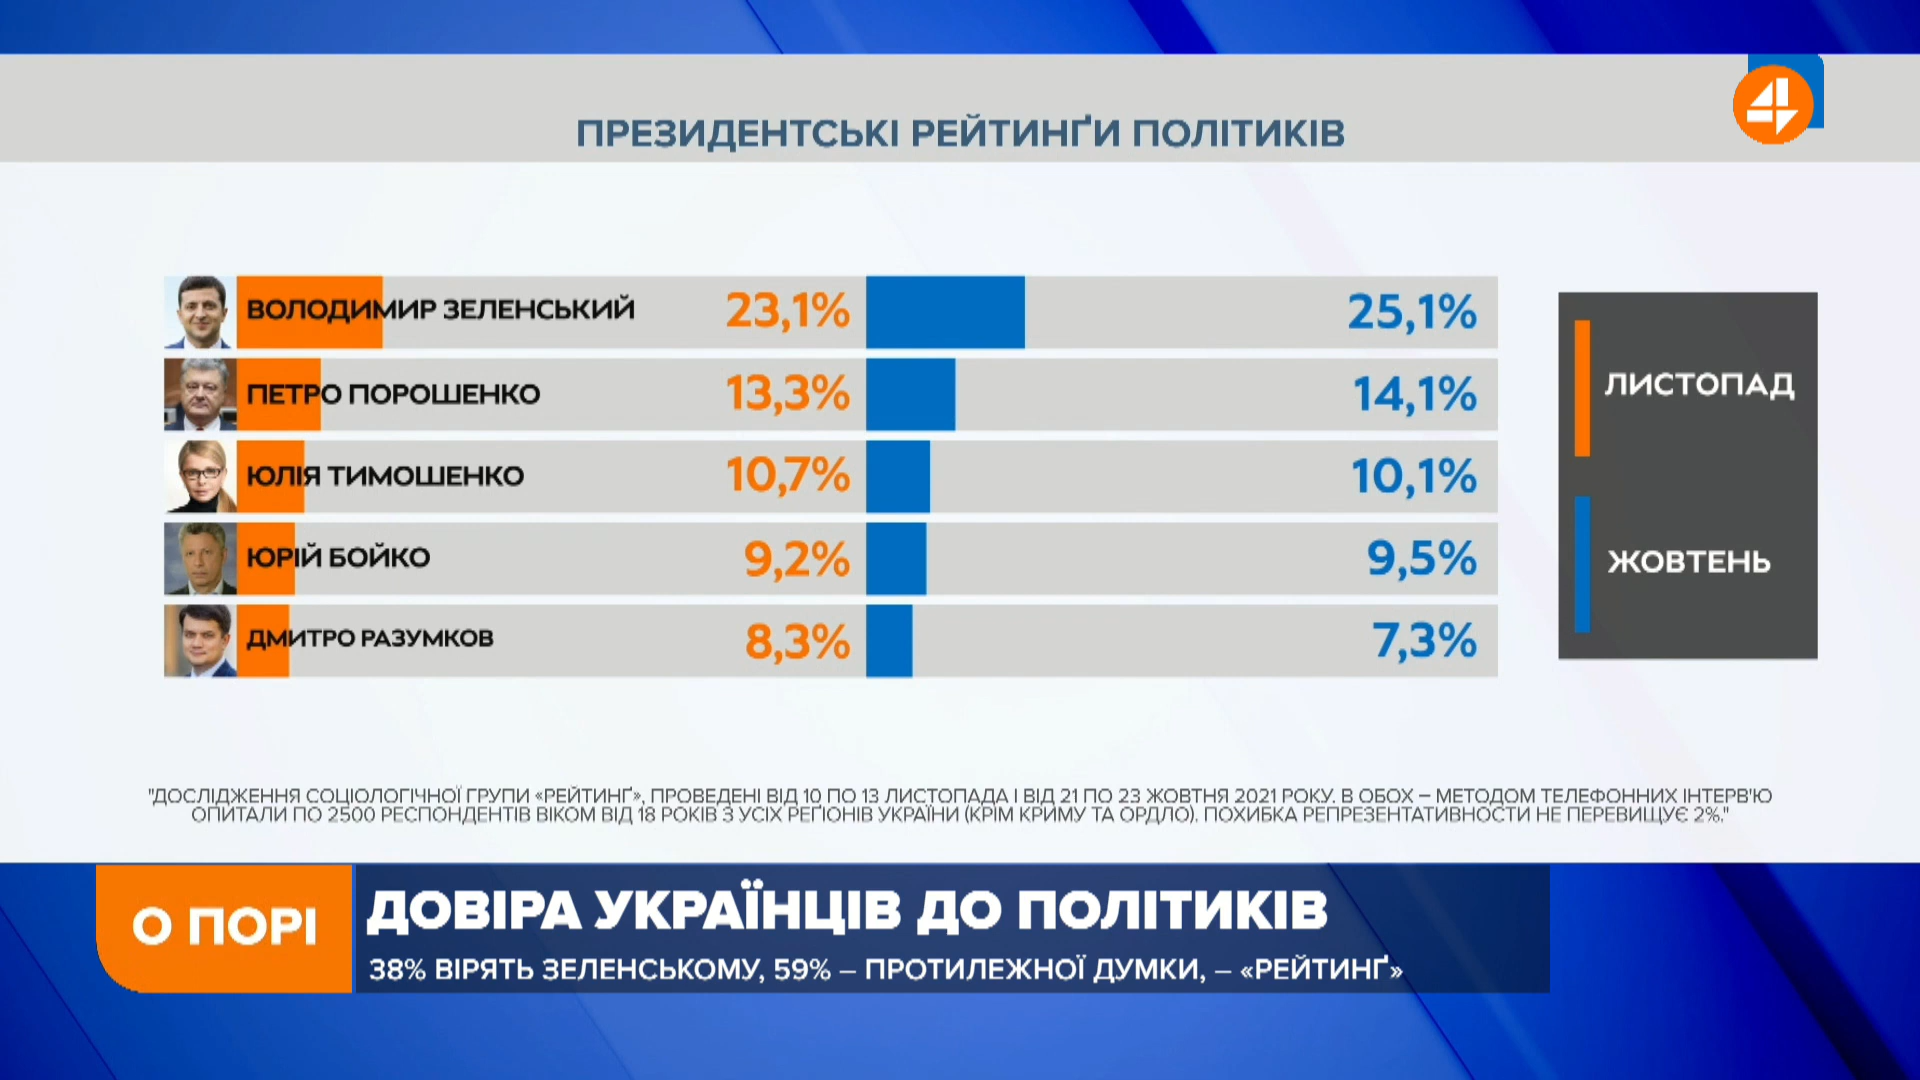 ПРЕЗИДЕНТСЬКІ РЕЙТИНҐИ ПОЛІТИКІВ
4
ВОЛОДИМИР ЗЕЛЕНСЬКИЙ 23,1% 25,1%
ПЕТРО ПОРОШЕНКО 13,3% 14,1%
ЮЛІЯ ТИМОШЕНКО 10,7% 10,1%
ЮРІЙ БОЙКО 9,2% 9,5%
ДМИТРО РАЗУМКОВ 8,3% 7,3%
ЛИСТОПАД
ЖОВТЕНЬ
"ДОСЛІДЖЕННЯ СОЦІОЛОГІЧНОЇ ГРУПИ «РЕЙТИНҐ», ПРОВЕДЕНІ ВІД 10 ПО 13 ЛИСТОПАДА І ВІД 21 ПО 23 ЖОВТНЯ 2021 РОКУ. В ОБОХ – МЕТОДОМ ТЕЛЕФОННИХ ІНТЕРВ'Ю
ОПИТАЛИ ПО 2500 РЕСПОНДЕНТІВ ВІКОМ ВІД 18 РОКІВ З УСІХ РЕГІОНІВ УКРАЇНИ (КРІМ КРИМУ ТА ОРДЛО). ПОХИБКА РЕПРЕЗЕНТАТИВНОСТИ НЕ ПЕРЕВИЩУЄ 2%."
О ПОРІ
ДОВІРА УКРАЇНЦІВ ДО ПОЛІТИКІВ
38% ВІРЯТЬ ЗЕЛЕНСЬКОМУ, 59% – ПРОТИЛЕЖНОЇ ДУМКИ, – «РЕЙТИНҐ»